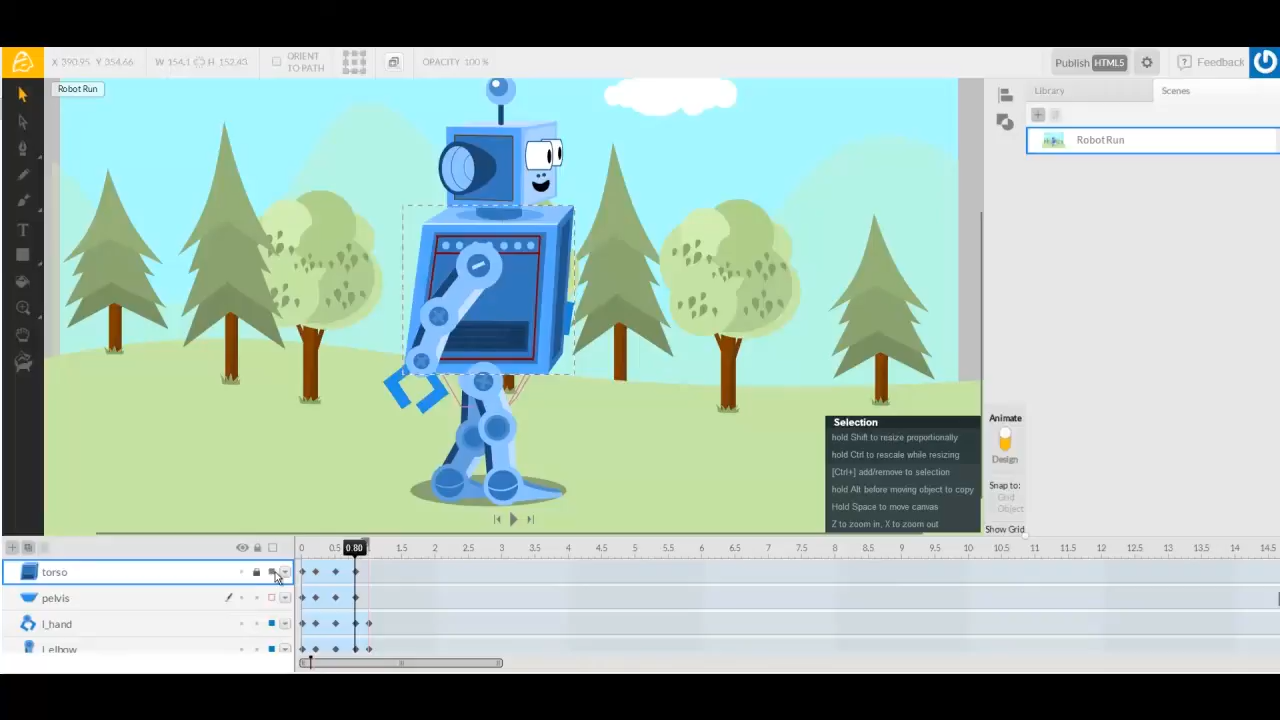 X 390.95 Y 354.66 W 154.1 H 152.43 ORIENT TO PATH OPACITY 100 % Publish HTML5 Feedback
Robot Run
Library Scenes
RobotRun
Selection
hold Shift to resize proportionally
hold Ctrl to rescale while resizing
[Ctrl+] add/remove to selection
hold Alt before moving object to copy
Hold Space to move canvas
Z to zoom in, X to zoom out
Animate
Design
Snap to:
Grid
Object
Show Grid
0 0.5 0.80 1.5 2 2.5 3 3.5 4 4.5 5 5.5 6 6.5 7 7.5 8 8.5 9 9.5 10 10.5 11 11.5 12 12.5 13 13.5 14 14.5
torso
pelvis
l_hand
l_elbow